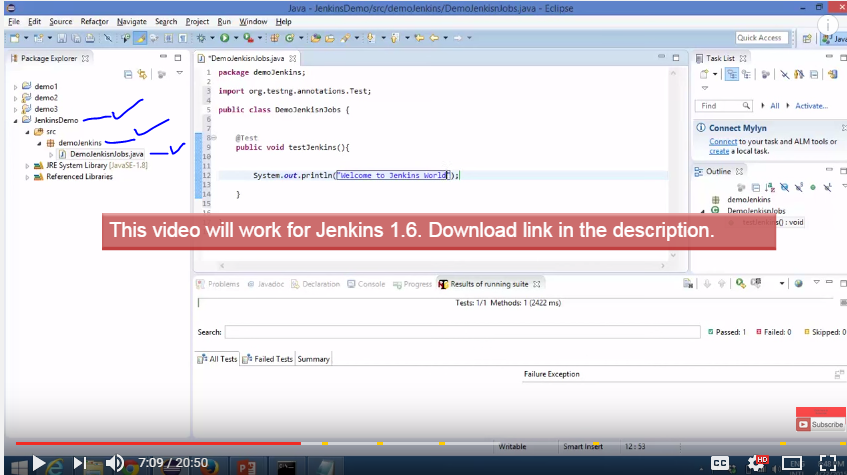 Java - JenkinsDemo/src/demoJenkins/DemoJenkisnJobs.java - Eclipse
File Edit Source Refactor Navigate Search Project Run Window Help
Quick Access
Java
Package Explorer
demo1
demo2
demo3
JenkinsDemo
src
demoJenkins
DemoJenkisnJobs.java
JRE System Library [JavaSE-1.8]
Referenced Libraries
*DemoJenkisnJobs.java
1 package demoJenkins;
2
3 import org.testng.annotations.Test;
4
5 public class DemoJenkisnJobs {
6
7
8 @Test
9 public void testJenkins(){
10
11
12 System.out.println("Welcome to Jenkins World");
13
14 }
15
This video will work for Jenkins 1.6. Download link in the description.
Task List
Find All Activate...
Connect Mylyn
Connect to your task and ALM tools or
create a local task.
Outline
demoJenkins
DemoJenkisnJobs
: void
Problems Javadoc Declaration Console Progress Results of running suite
Tests: 1/1 Methods: 1 (2422 ms)
Search: Passed: 1 Failed: 0 Skipped: 0
All Tests Failed Tests Summary
Failure Exception
Subscribe
Writable Smart Insert 12 : 53
7:09 / 20:50
CC HD